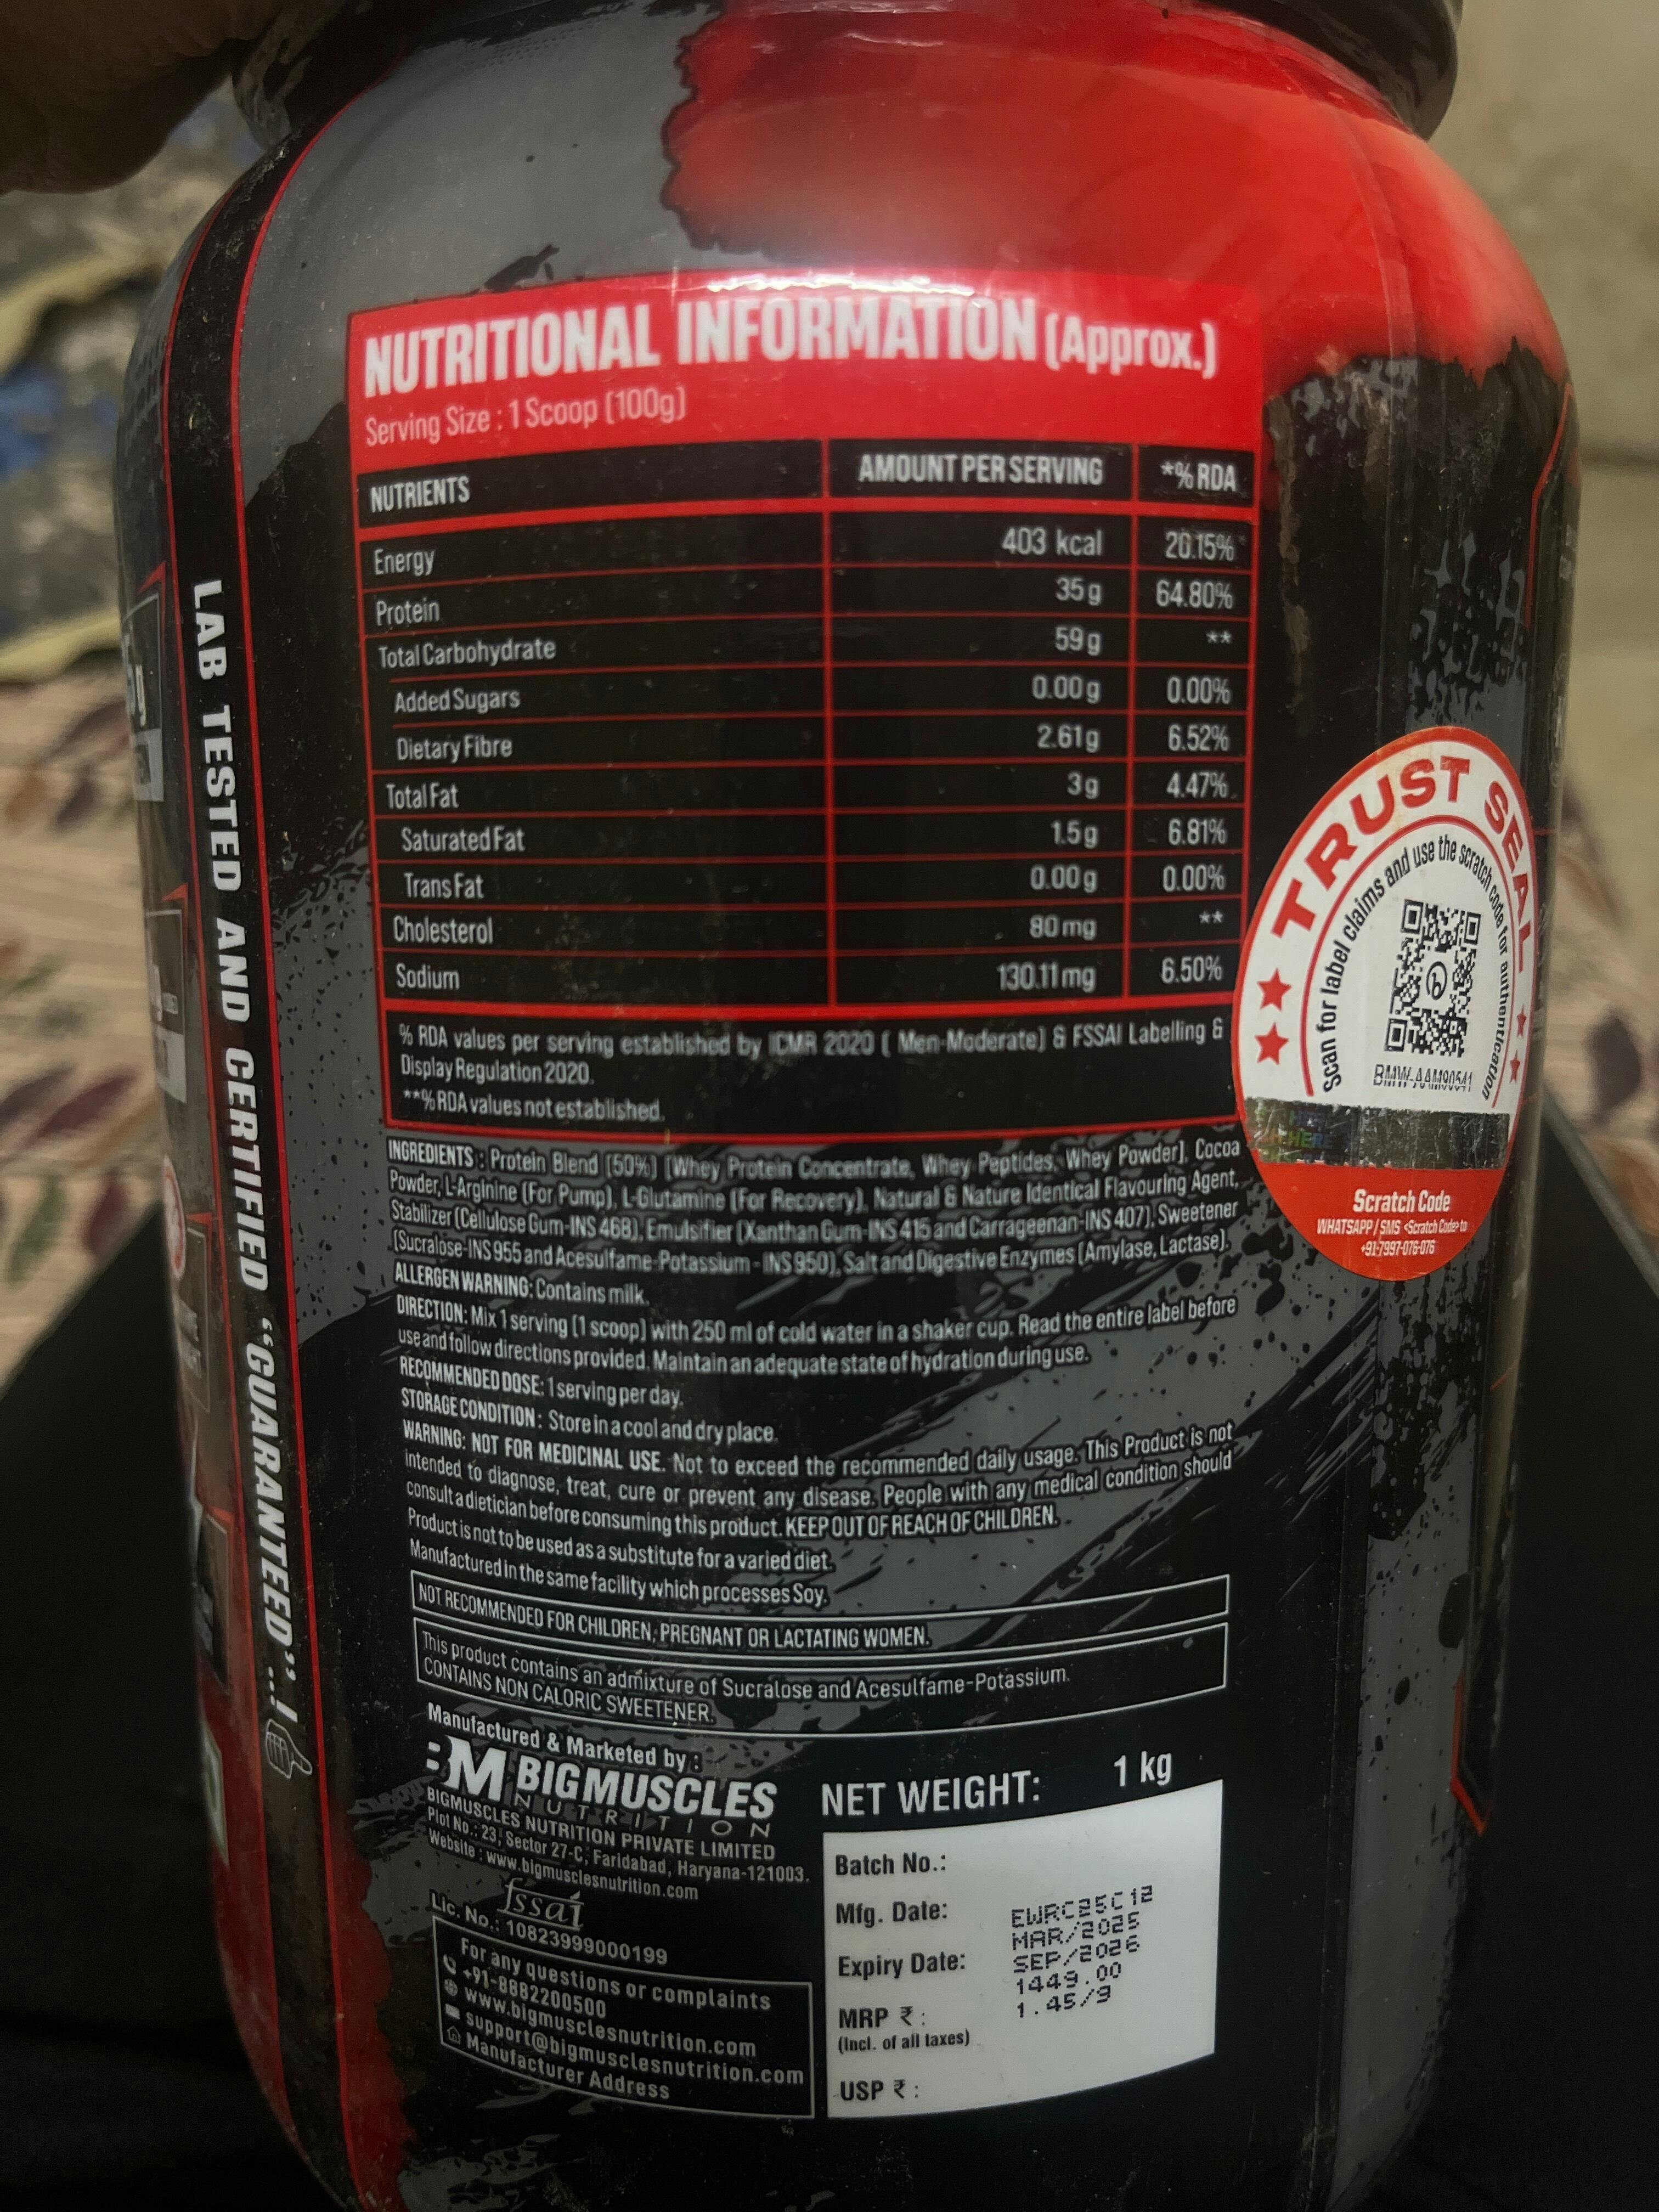 NUTRITIONAL INFORMATION (Approx.)
Serving Size : 1 Scoop (100g)
NUTRIENTS AMOUNT PER SERVING *% RDA
Energy 403 kcal 20.15%
Protein 35 g 64.80%
Total Carbohydrate 59 g **
Added Sugars 0.00 g 0.00%
Dietary Fibre 2.61 g 6.52%
Total Fat 3 g 4.47%
Saturated Fat 1.5 g 6.81%
Trans Fat 0.00 g 0.00%
Cholesterol 80 mg **
Sodium 130.11 mg 6.50%
% RDA values per serving established by ICMR 2020 ( Men-Moderate) & FSSAI Labelling &
Display Regulation 2020.
**% RDA values not established.
INGREDIENTS : Protein Blend (50%) [Whey Protein Concentrate, Whey Peptides, Whey Powder], Cocoa
Powder, L-Arginine (For Pump), L-Glutamine (For Recovery), Natural & Nature Identical Flavouring Agent,
Stabilizer (Cellulose Gum-INS 468), Emulsifier (Xanthan Gum-INS 415 and Carrageenan-INS 407), Sweetener
(Sucralose-INS 955 and Acesulfame-Potassium - INS 950), Salt and Digestive Enzymes (Amylase, Lactase).
ALLERGEN WARNING: Contains milk.
DIRECTION: Mix 1 serving (1 scoop) with 250 ml of cold water in a shaker cup. Read the entire label before
use and follow directions provided. Maintain an adequate state of hydration during use.
RECOMMENDED DOSE: 1 serving per day.
STORAGE CONDITION : Store in a cool and dry place.
WARNING: NOT FOR MEDICINAL USE. Not to exceed the recommended daily usage. This Product is not
intended to diagnose, treat, cure or prevent any disease. People with any medical condition should
consult a dietician before consuming this product. KEEP OUT OF REACH OF CHILDREN.
Product is not to be used as a substitute for a varied diet.
Manufactured in the same facility which processes Soy.
NOT RECOMMENDED FOR CHILDREN, PREGNANT OR LACTATING WOMEN.
This product contains an admixture of Sucralose and Acesulfame-Potassium.
CONTAINS NON CALORIC SWEETENER.
Manufactured & Marketed by :
BM BIGMUSCLES
NUTRITION
BIGMUSCLES NUTRITION PRIVATE LIMITED
Plot No.: 23, Sector 27-C, Faridabad, Haryana-121003.
Website : www.bigmusclesnutrition.com
fssai
Lic. No.: 10823999000199
For any questions or complaints
+91-8882200500
www.bigmusclesnutrition.com
support@bigmusclesnutrition.com
Manufacturer Address
NET WEIGHT: 1 kg
Batch No.: EWRC25C12
Mfg. Date: MAR/2025
Expiry Date: SEP/2026
MRP ₹ : 1449.00
(Incl. of all taxes)
USP ₹ : 1.45/g
LAB TESTED AND CERTIFIED "GUARANTEED"...!
TRUST SEAL
Scan for label claims and use the scratch code for authentication
BMW-AAM90541
HERE
Scratch Code
WHATSAPP / SMS <Scratch Code> to
+91-7997-076-076